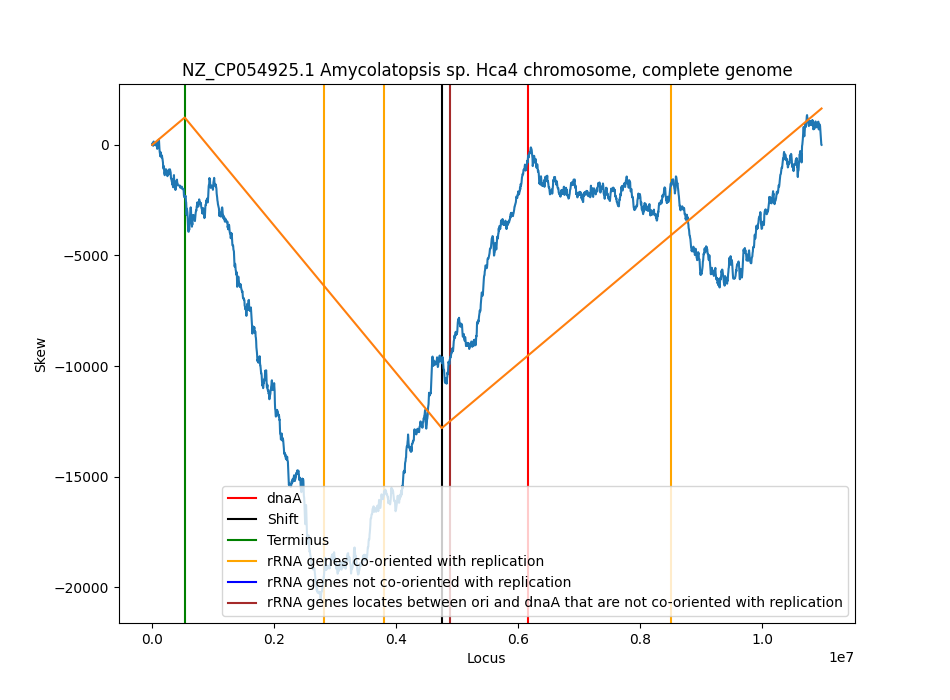 NZ_CP054925.1 Amycolatopsis sp. Hca4 chromosome, complete genome
0
−5000
−10000
−15000
−20000
Skew
dnaA
Shift
Terminus
rRNA genes co-oriented with replication
rRNA genes not co-oriented with replication
rRNA genes locates between ori and dnaA that are not co-oriented with replication
0.0 0.2 0.4 0.6 0.8 1.0
Locus
1e7